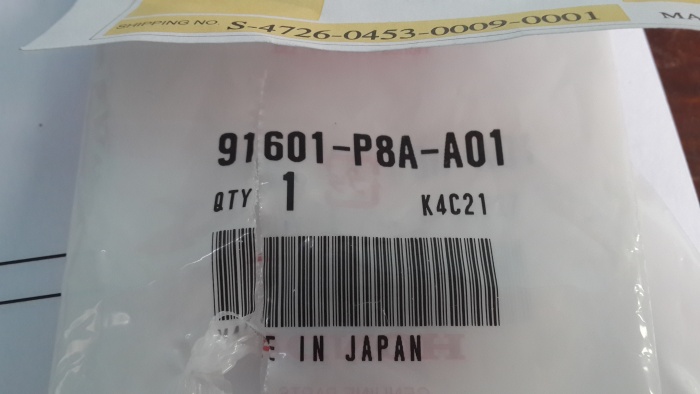 SHIPPING NO. S-4726-0453-0009-0001 MA
91601-P8A-A01
QTY 1 K4C21
E IN JAPAN